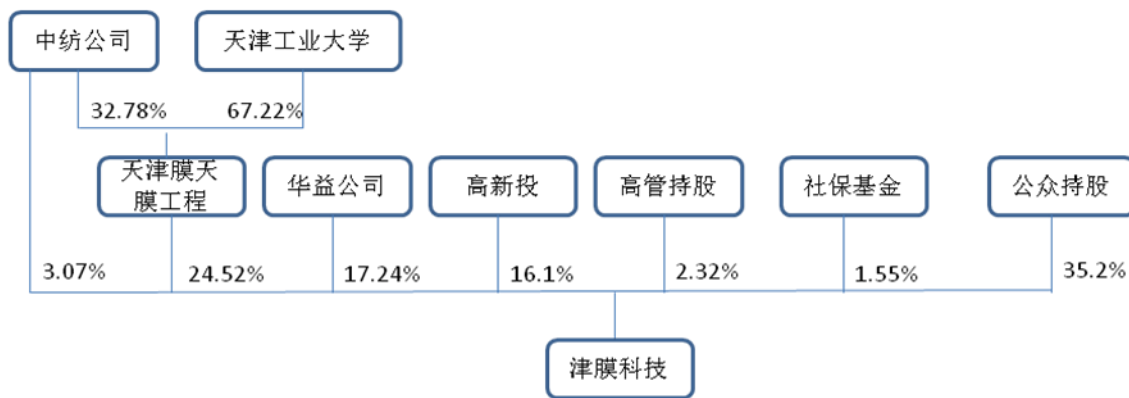 中纺公司
天津工业大学
32.78%
67.22%
天津膜天
膜工程
华益公司
高新投
高管持股
社保基金
公众持股
3.07%
24.52%
17.24%
16.1%
2.32%
1.55%
35.2%
津膜科技